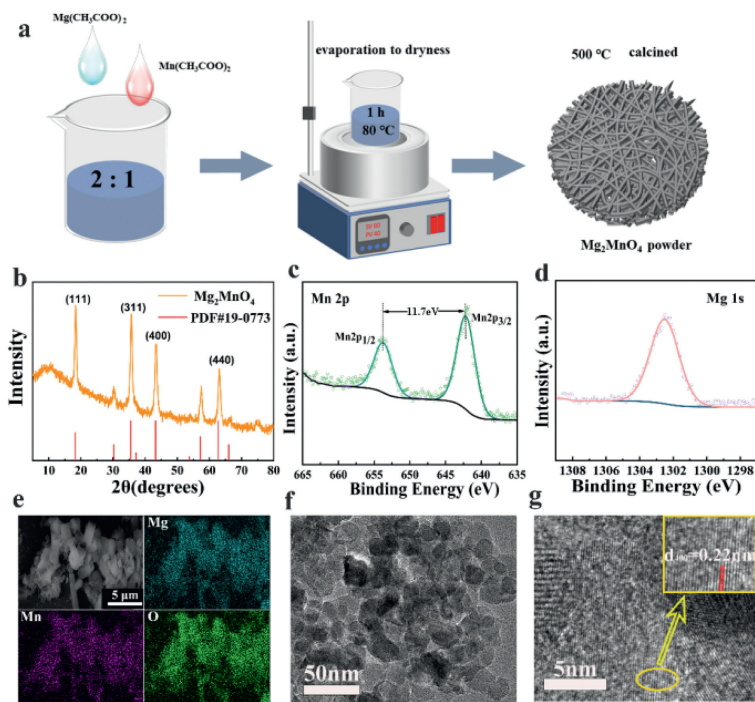 a
Mg(CH₃COO)₂
Mn(CH₃COO)₂
2 : 1
evaporation to dryness
1 h
80 °C
500 °C calcined
Mg₂MnO₄ powder
b
(111)
(311)
(400)
(440)
Mg₂MnO₄
PDF#19-0773
Intensity
0 10 20 30 40 50 60 70 80
2θ(degrees)
c
Mn 2p
11.7eV
Mn2p₁/₂
Mn2p₃/₂
Intensity (a.u.)
665 660 655 650 645 640 635
Binding Energy (eV)
d
Mg 1s
Intensity (a.u.)
1308 1306 1304 1302 1300 1298
Binding Energy (eV)
e
5 μm
Mg
Mn
O
f
50nm
g
=0.22nm
5nm